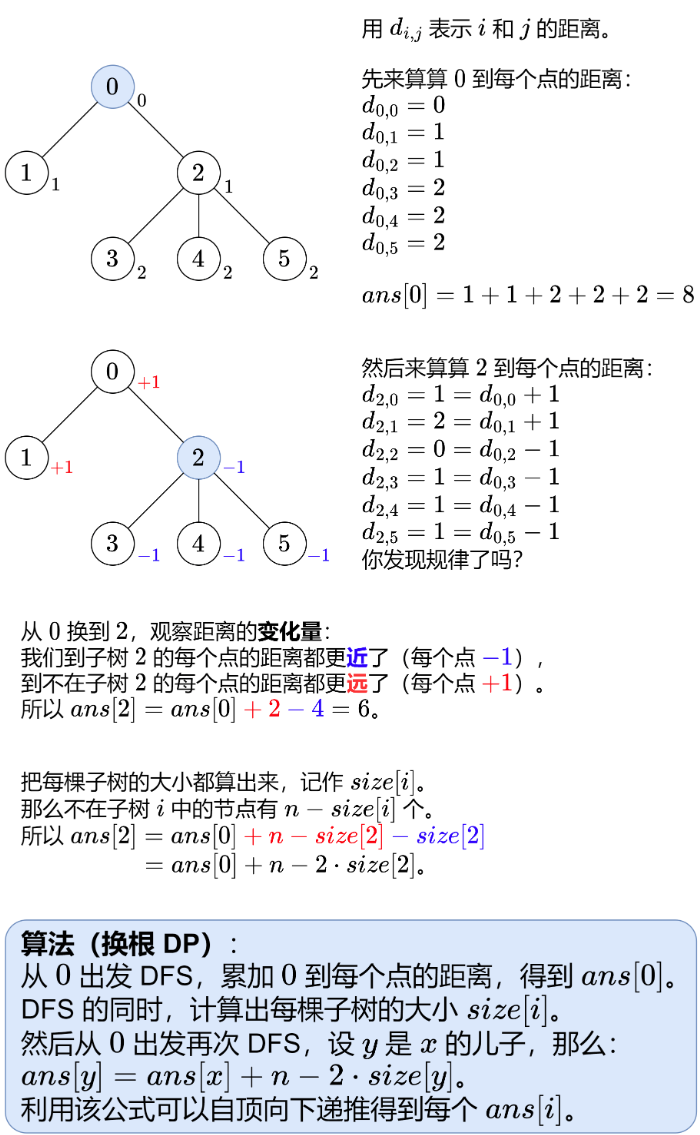 用 d_{i,j} 表示 i 和 j 的距离。
先来算算 0 到每个点的距离：
d_{0,0} = 0
d_{0,1} = 1
d_{0,2} = 1
d_{0,3} = 2
d_{0,4} = 2
d_{0,5} = 2
ans[0] = 1 + 1 + 2 + 2 + 2 = 8
0 0
1 1 2 1
3 2 4 2 5 2
然后来算算 2 到每个点的距离：
d_{2,0} = 1 = d_{0,0} + 1
d_{2,1} = 2 = d_{0,1} + 1
d_{2,2} = 0 = d_{0,2} − 1
d_{2,3} = 1 = d_{0,3} − 1
d_{2,4} = 1 = d_{0,4} − 1
d_{2,5} = 1 = d_{0,5} − 1
你发现规律了吗？
0 +1
1 +1 2 −1
3 −1 4 −1 5 −1
从 0 换到 2，观察距离的变化量：
我们到子树 2 的每个点的距离都更近了（每个点 −1），
到不在子树 2 的每个点的距离都更远了（每个点 +1）。
所以 ans[2] = ans[0] + 2 − 4 = 6。
把每棵子树的大小都算出来，记作 size[i]。
那么不在子树 i 中的节点有 n − size[i] 个。
所以 ans[2] = ans[0] + n − size[2] − size[2]
= ans[0] + n − 2 · size[2]。
算法（换根 DP）：
从 0 出发 DFS，累加 0 到每个点的距离，得到 ans[0]。
DFS 的同时，计算出每棵子树的大小 size[i]。
然后从 0 出发再次 DFS，设 y 是 x 的儿子，那么：
ans[y] = ans[x] + n − 2 · size[y]。
利用该公式可以自顶向下递推得到每个 ans[i]。